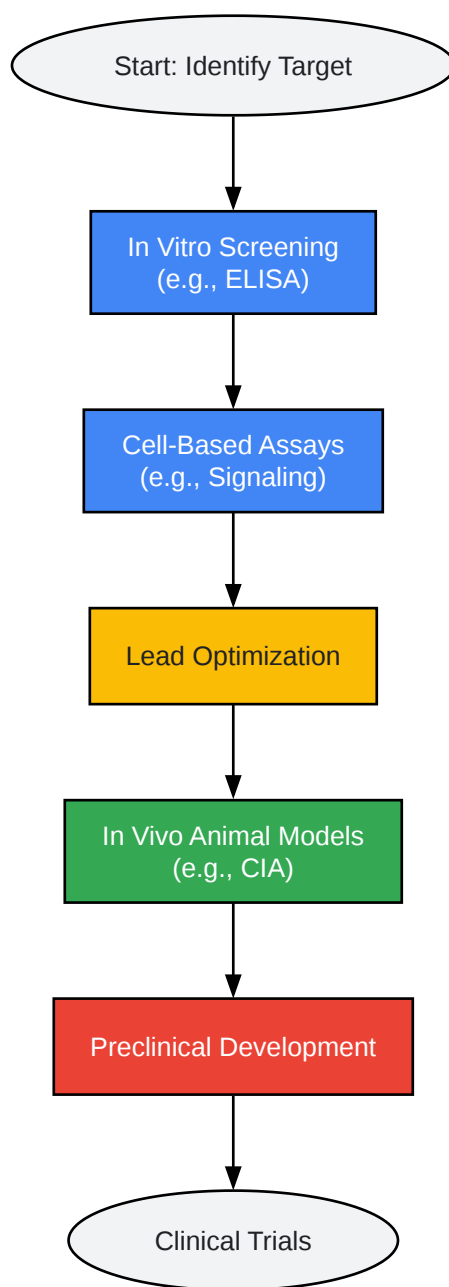 Start: Identify Target
In Vitro Screening
(e.g., ELISA)
Cell-Based Assays
(e.g., Signaling)
Lead Optimization
In Vivo Animal Models
(e.g., CIA)
Preclinical Development
Clinical Trials